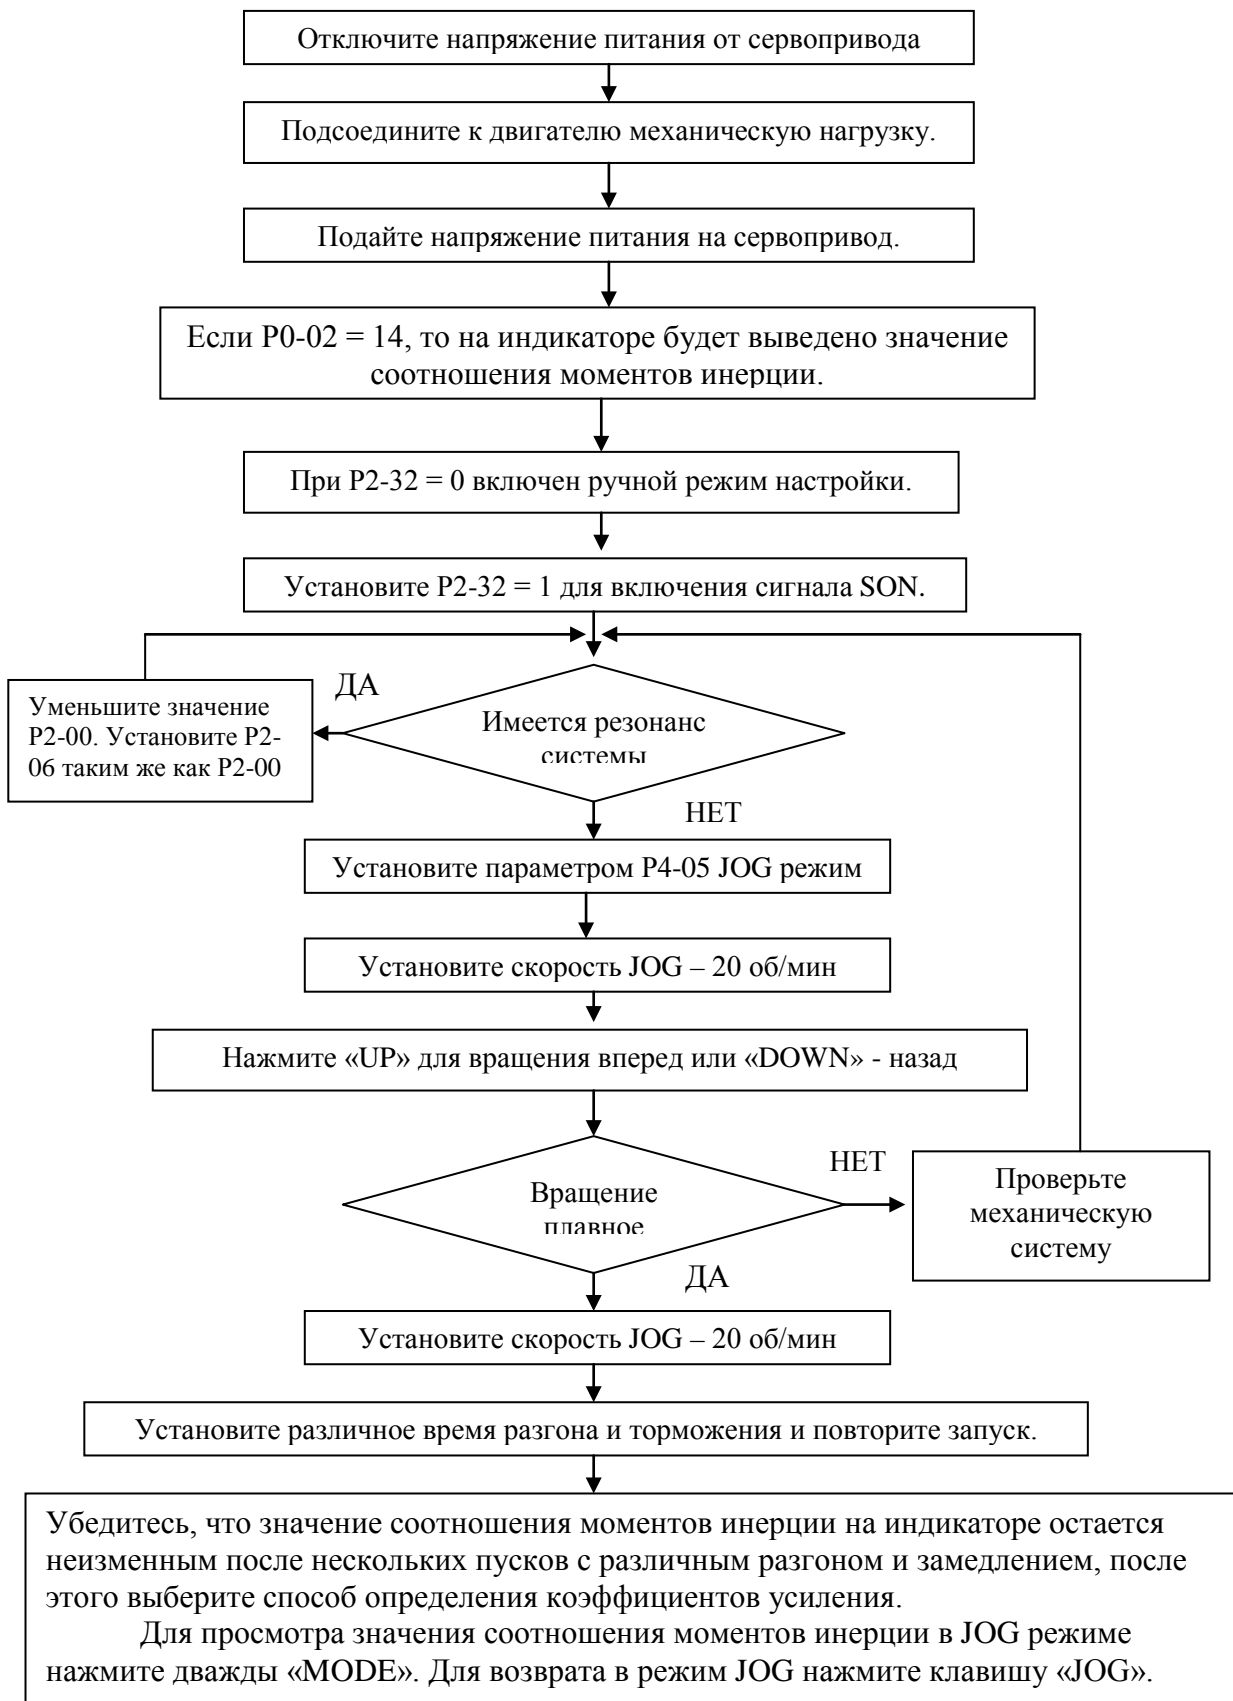 Отключите напряжение питания от сервопривода
Подсоедините к двигателю механическую нагрузку.
Подайте напряжение питания на сервопривод.
Если P0-02 = 14, то на индикаторе будет выведено значение
соотношения моментов инерции.
При P2-32 = 0 включен ручной режим настройки.
Установите P2-32 = 1 для включения сигнала SON.
ДА
Уменьшите значение
P2-00. Установите P2-
06 таким же как P2-00
Имеется резонанс
системы
НЕТ
Установите параметром P4-05 JOG режим
Установите скорость JOG – 20 об/мин
Нажмите «UP» для вращения вперед или «DOWN» - назад
НЕТ
Вращение
плавное
Проверьте
механическую
систему
ДА
Установите скорость JOG – 20 об/мин
Установите различное время разгона и торможения и повторите запуск.
Убедитесь, что значение соотношения моментов инерции на индикаторе остается
неизменным после нескольких пусков с различным разгоном и замедлением, после
этого выберите способ определения коэффициентов усиления.
Для просмотра значения соотношения моментов инерции в JOG режиме
нажмите дважды «MODE». Для возврата в режим JOG нажмите клавишу «JOG».